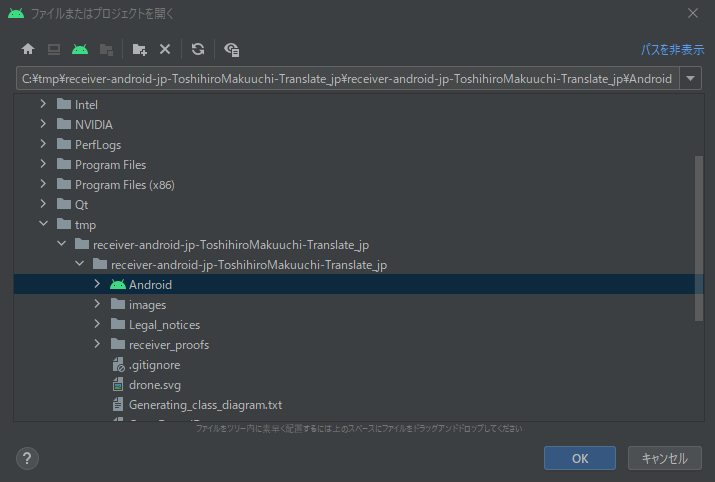 ファイルまたはプロジェクトを開く
パスを非表示
C:¥tmp¥receiver-android-jp-ToshihiroMakuuchi-Translate_jp¥receiver-android-jp-ToshihiroMakuuchi-Translate_jp¥Android
Intel
NVIDIA
PerfLogs
Program Files
Program Files (x86)
Qt
tmp
receiver-android-jp-ToshihiroMakuuchi-Translate_jp
receiver-android-jp-ToshihiroMakuuchi-Translate_jp
Android
images
Legal_notices
receiver_proofs
.gitignore
drone.svg
Generating_class_diagram.txt
ファイルをツリー内に素早く配置するには上のスペースにファイルをドラッグアンドドロップしてください
?
OK
キャンセル